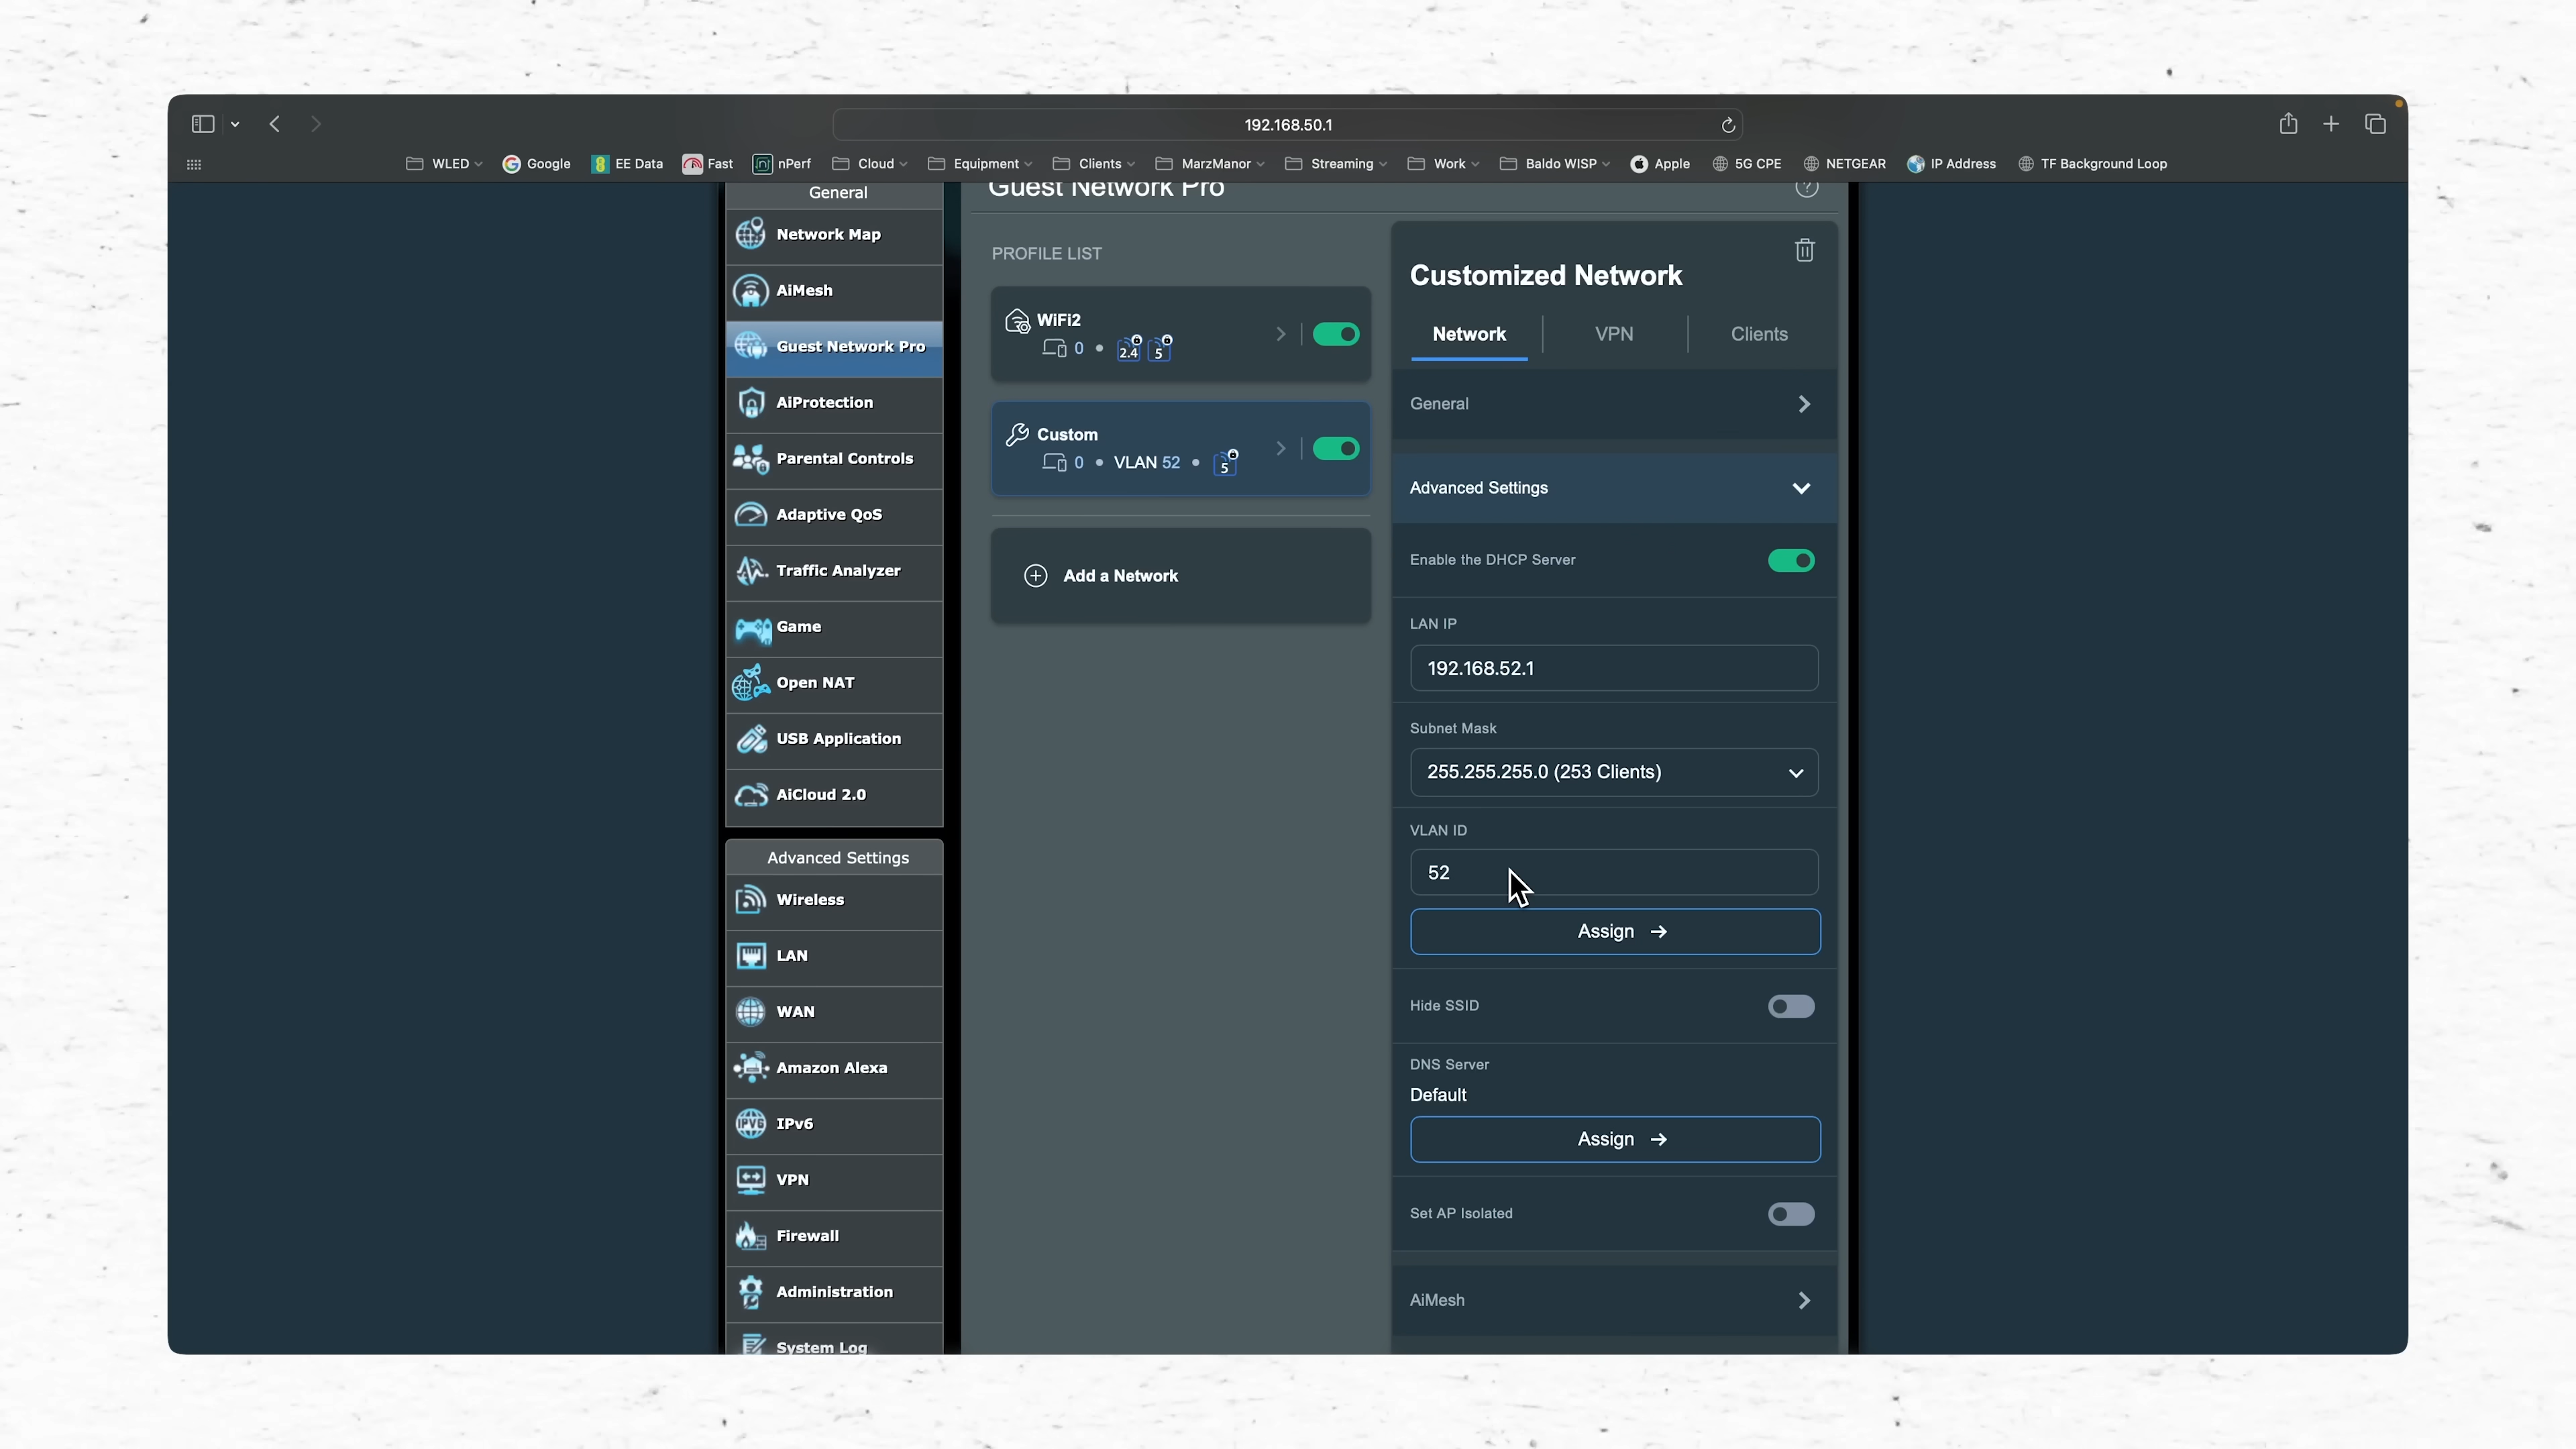 192.168.50.1
WLED
Google
EE Data
Fast
nPerf
Cloud
Equipment
Clients
MarzManor
Streaming
Work
Baldo WISP
Apple
5G CPE
NETGEAR
IP Address
TF Background Loop
General
Network Map
AiMesh
Guest Network Pro
AiProtection
Parental Controls
Adaptive QoS
Traffic Analyzer
Game
Open NAT
USB Application
AiCloud 2.0
Advanced Settings
Wireless
LAN
WAN
Amazon Alexa
IPv6
VPN
Firewall
Administration
System Log
Guest Network Pro
PROFILE LIST
WiFi2
0 • 2.4 5
Custom
0 • VLAN 52 • 5
Add a Network
Customized Network
Network
VPN
Clients
General
Advanced Settings
Enable the DHCP Server
LAN IP
192.168.52.1
Subnet Mask
255.255.255.0 (253 Clients)
VLAN ID
52
Assign →
Hide SSID
DNS Server
Default
Assign →
Set AP Isolated
AiMesh